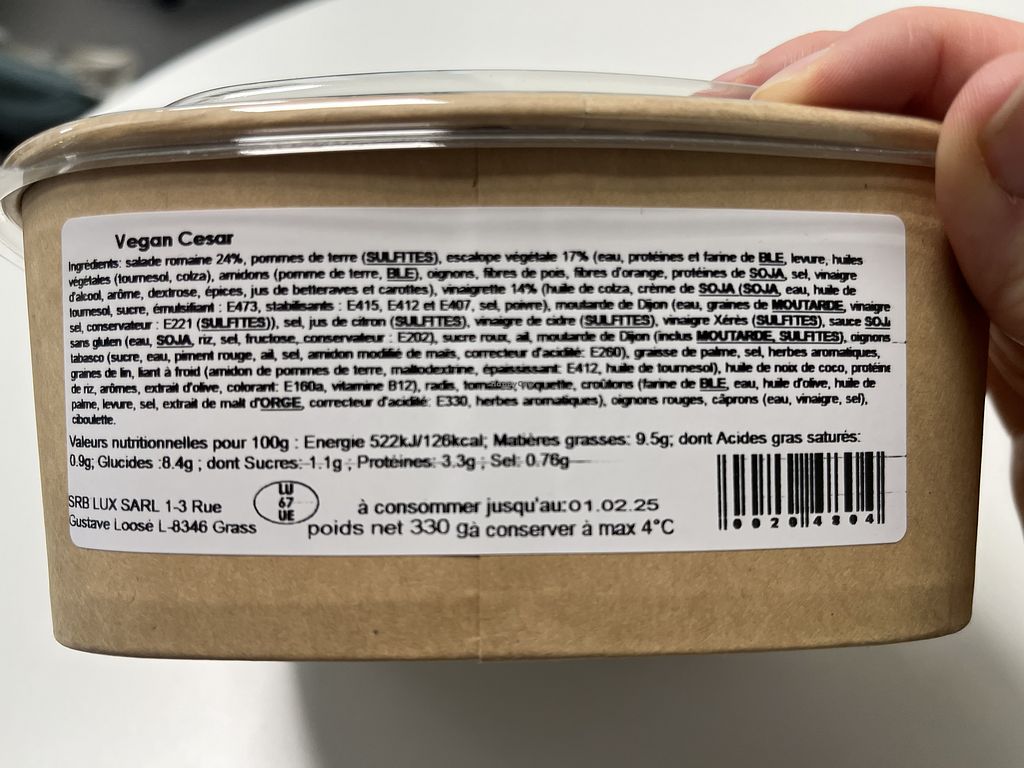 Vegan Cesar
Ingrédients: salade romaine 24%, pommes de terre (SULFITES), escalope végétale 17% (eau, protéines et farine de BLE, levure, huiles
végétales (tournesol, colza), amidons (pomme de terre, BLE), oignons, fibres de pois, fibres d'orange, protéines de SOJA, sel, vinaigre
d'alcool, arôme, dextrose, épices, jus de betteraves et carottes), vinaigrette 14% (huile de colza, crème de SOJA (SOJA, eau, huile de
tournesol, sucre, émulsifiant : E473, stabilisants : E415, E412 et E407, sel, poivre), moutarde de Dijon (eau, graines de MOUTARDE, vinaigre
sel, conservateur : E221 (SULFITES)), sel, jus de citron (SULFITES), vinaigre de cidre (SULFITES), vinaigre Xérès (SULFITES), sauce SOJ
sans gluten (eau, SOJA, riz, sel, fructose, conservateur : E202), sucre roux, ail, moutarde de Dijon (inclus MOUTARDE, SULFITES), oignons
tabasco (sucre, eau, piment rouge, ail, sel, amidon modifié de maïs, correcteur d'acidité: E260), graisse de palme, sel, herbes aromatiques,
graines de lin, liant à froid (amidon de pommes de terre, maltodextrine, épaississant: E412, huile de tournesol), huile de noix de coco, protéine
de riz, arômes, extrait d'olive, colorant: E160a, vitamine B12), radis, roquette, croûtons (farine de BLE, eau, huile d'olive, huile de
palme, levure, sel, extrait de malt d'ORGE, correcteur d'acidité: E330, herbes aromatiques), oignons rouges, câprons (eau, vinaigre, sel),
ciboulette.
Valeurs nutritionnelles pour 100g : Energie 522kJ/126kcal; Matières grasses: 9.5g; dont Acides gras saturés:
0.9g; Glucides :8.4g ; dont Sucres: 1.1g ; Protéines: 3.3g ; Sel: 0.76g
SRB LUX SARL 1-3 Rue
Gustave Loosé L-8346 Grass
LU
67
UE
à consommer jusqu'au:01.02.25
poids net 330 g à conserver à max 4°C
00204804